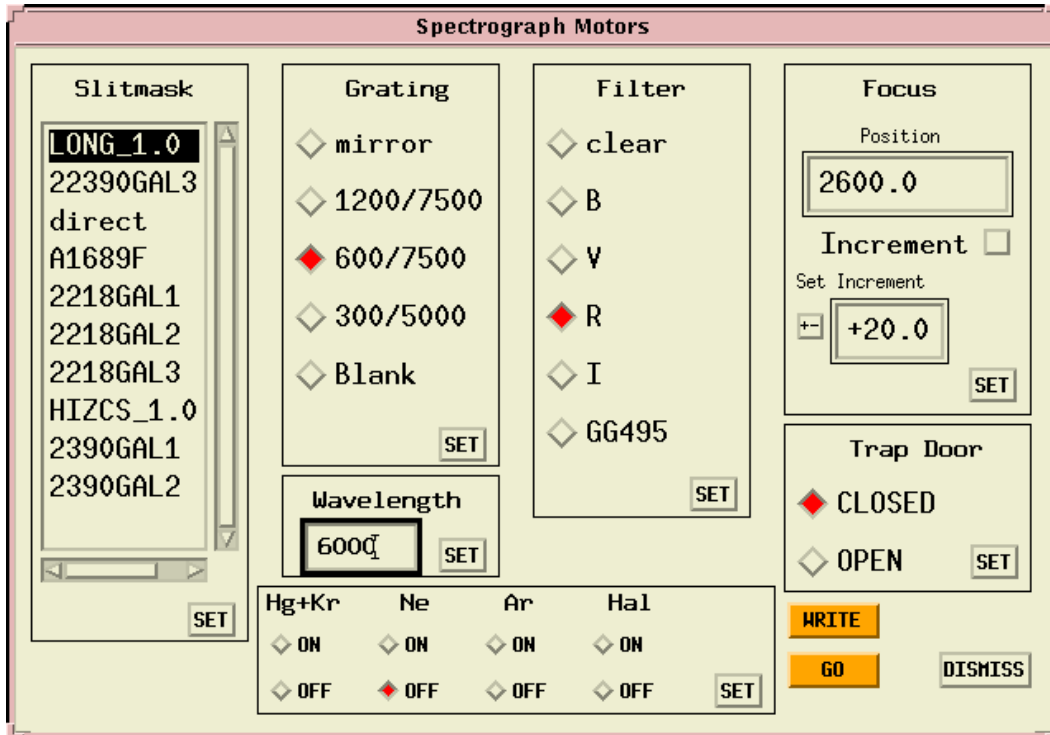 Spectrograph Motors
Slitmask
LONG_1.0
22390GAL3
direct
A1689F
2218GAL1
2218GAL2
2218GAL3
HIZCS_1.0
2390GAL1
2390GAL2
SET
Grating
mirror
1200/7500
600/7500
300/5000
Blank
SET
Wavelength
6000
SET
Filter
clear
B
V
R
I
GG495
SET
Focus
Position
2600.0
Increment
Set Increment
+- +20.0
SET
Trap Door
CLOSED
OPEN SET
Hg+Kr Ne Ar Hal
ON ON ON ON
OFF OFF OFF OFF SET
WRITE
GO DISMISS